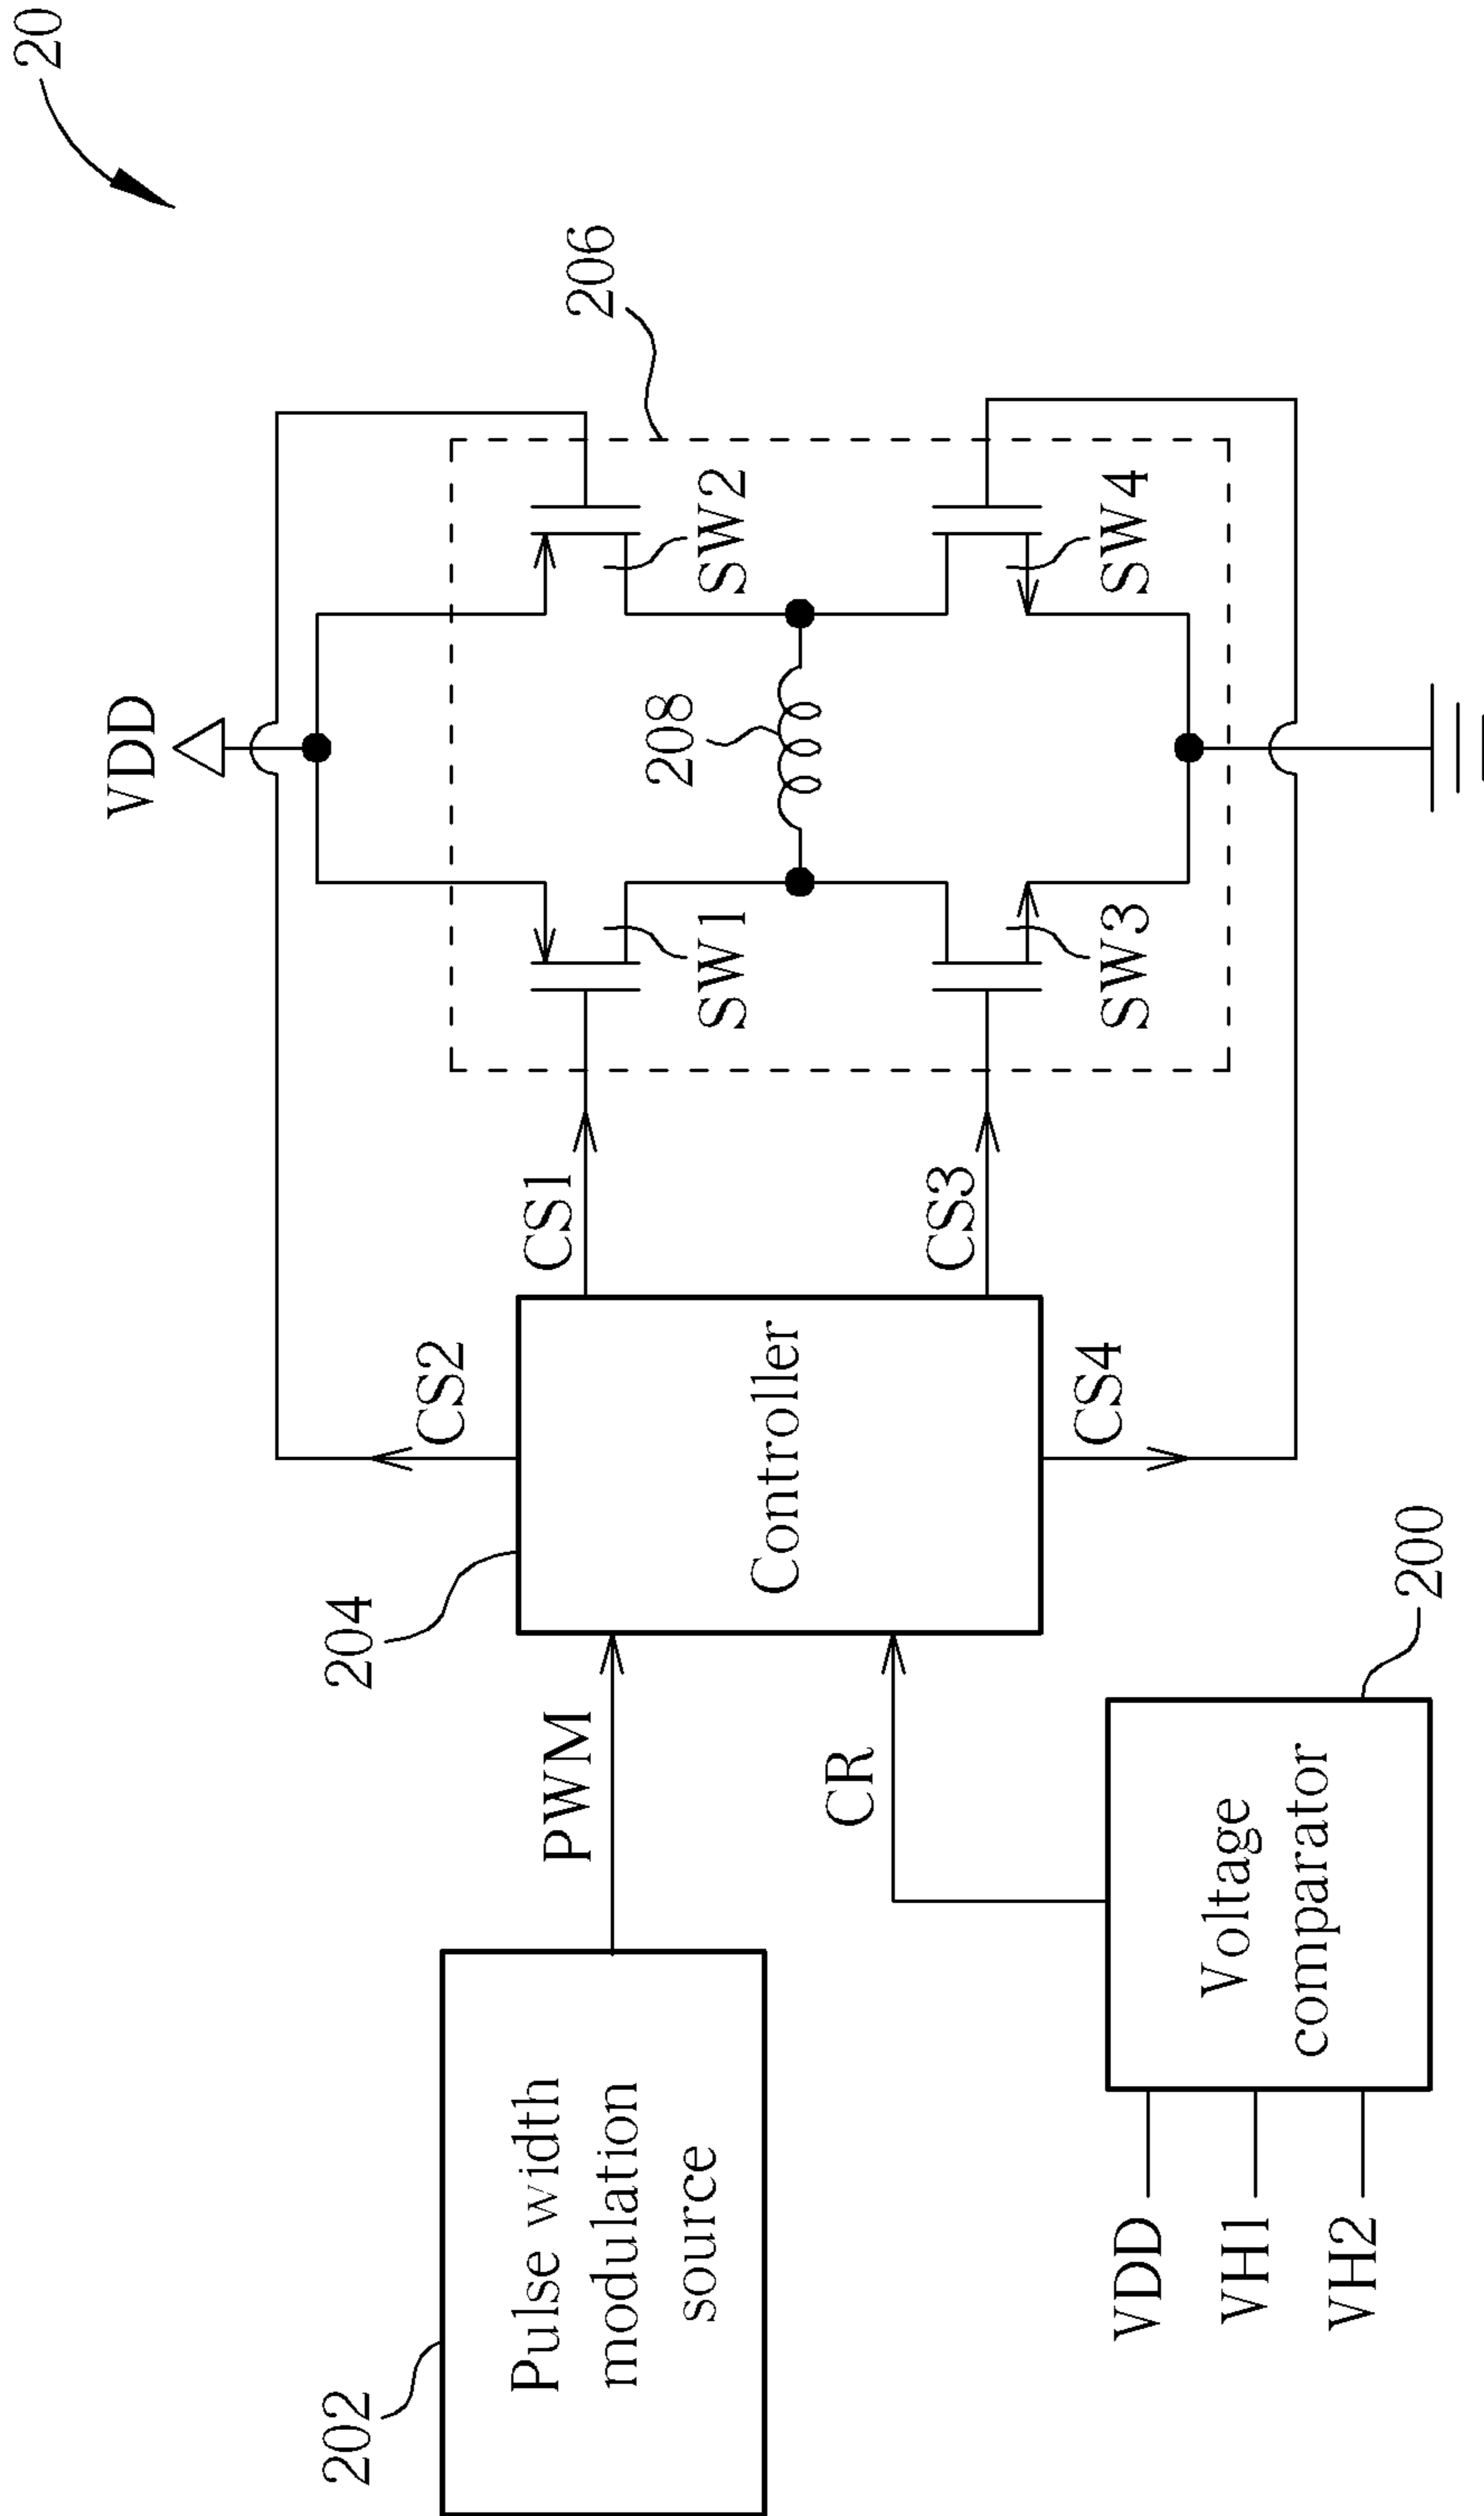 20
VDD
206
CS2
204
SW1
SW2
CS1
208
202
Pulse width
modulation
source
PWM
Controller
CR
CS3
SW3
SW4
CS4
VDD
VH1
VH2
Voltage
comparator
200